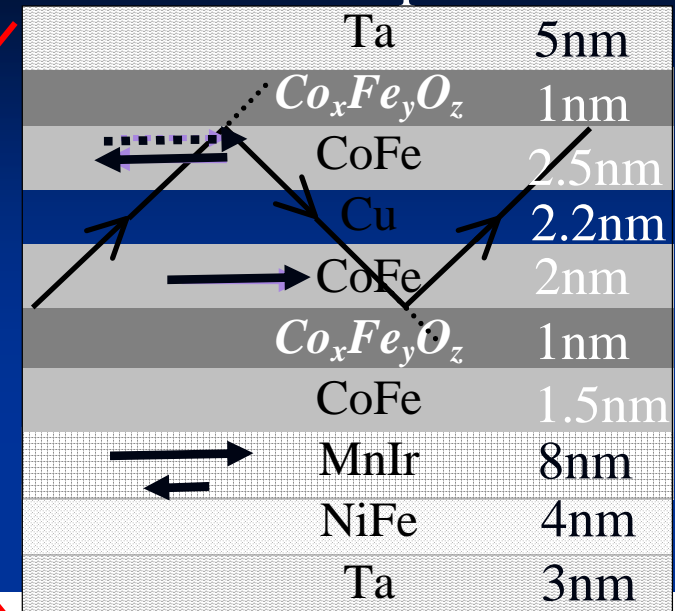 Ta 5nm
CoxFeyOz 1nm
CoFe 2.5nm
Cu 2.2nm
CoFe 2nm
CoxFeyOz 1nm
CoFe 1.5nm
MnIr 8nm
NiFe 4nm
Ta 3nm